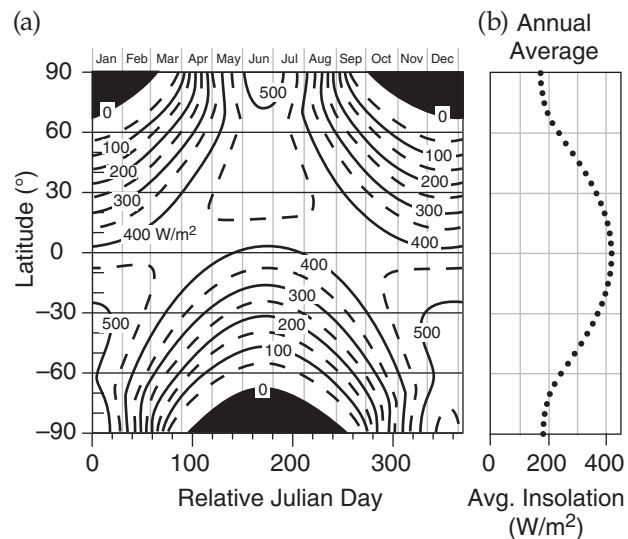 (a)
Jan Feb Mar Apr May Jun Jul Aug Sep Oct Nov Dec
90
60
30
0
−30
−60
−90
Latitude (°)
0
500
0
100
200
300
400 W/m²
100
200
300
400
500
400
300
200
100
0
500
0 100 200 300
Relative Julian Day
(b) Annual
Average
0 200 400
Avg. Insolation
(W/m²)